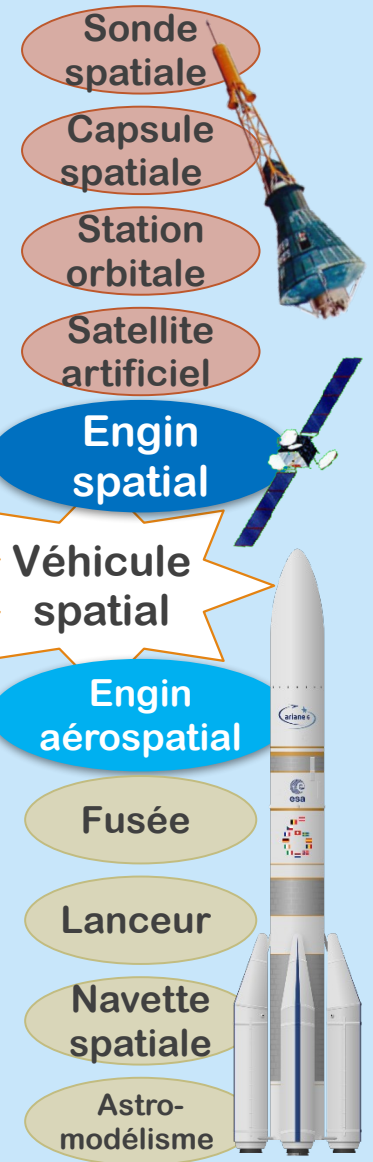 Sonde
spatiale
Capsule
spatiale
Station
orbitale
Satellite
artificiel
Engin
spatial
Véhicule
spatial
Engin
aérospatial
ariane 6
esa
Fusée
6
Lanceur
Navette
spatiale
Astro-
modélisme